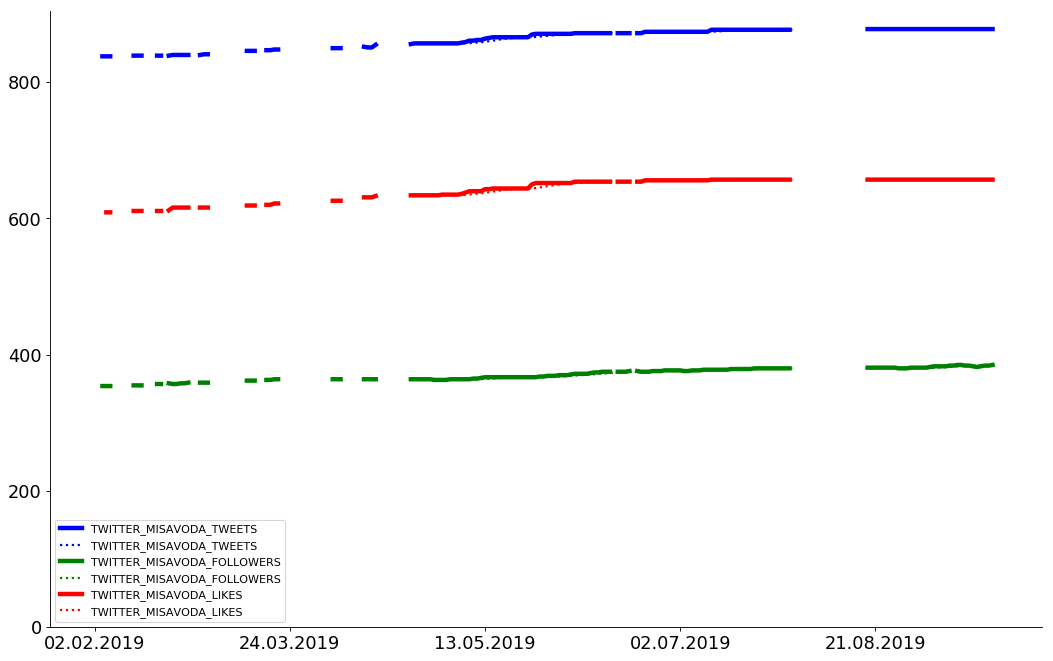 800
600
400
200
0
TWITTER_MISAVODA_TWEETS
TWITTER_MISAVODA_TWEETS
TWITTER_MISAVODA_FOLLOWERS
TWITTER_MISAVODA_FOLLOWERS
TWITTER_MISAVODA_LIKES
TWITTER_MISAVODA_LIKES
02.02.2019 24.03.2019 13.05.2019 02.07.2019 21.08.2019